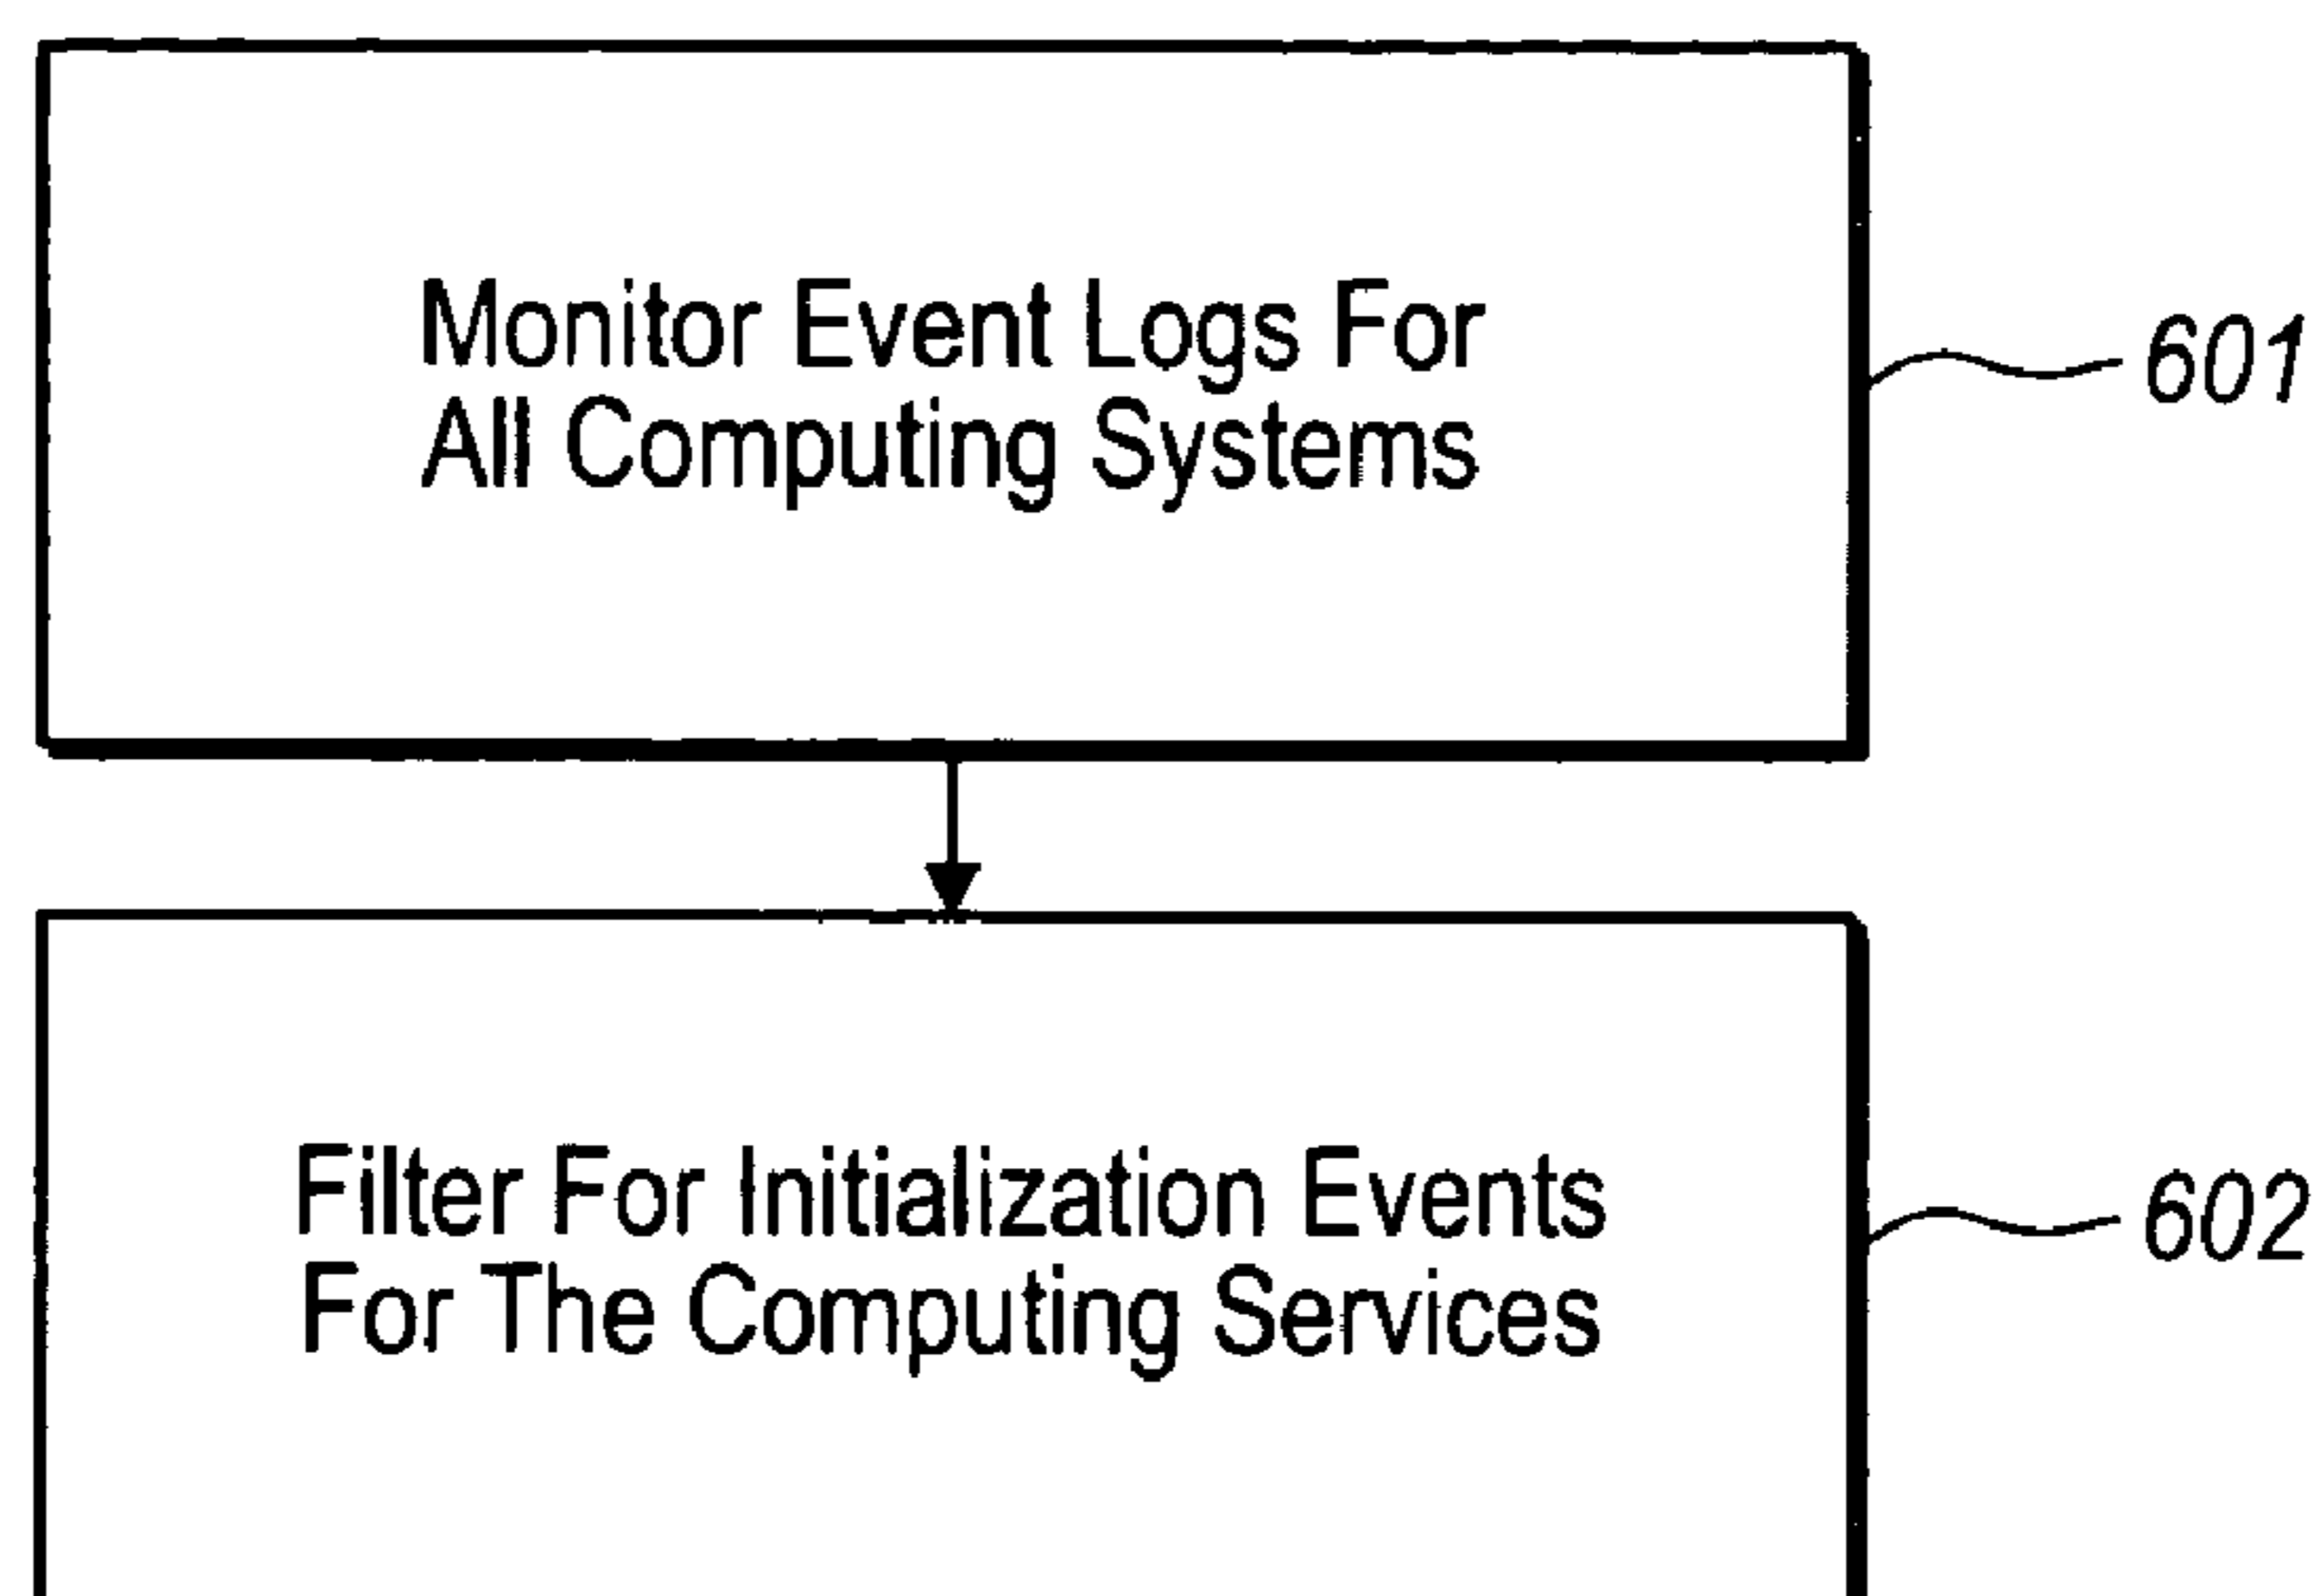 Monitor Event Logs For
All Computing Systems
601
Filter For Initialization Events
For The Computing Services
602